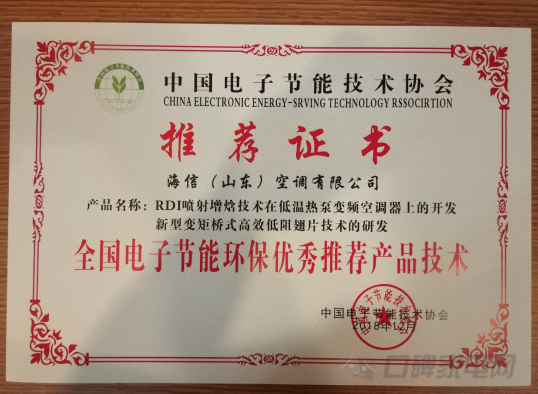 中国电子节能技术协会
CHINA ELECTRONIC ENERGY-SRVING TECHNOLOGY RSSOCIRTION
推荐证书
海信（山东）空调有限公司
产品名称：RDI喷射增焓技术在低温热泵变频空调器上的开发
新型变矩桥式高效低阻翅片技术的研发
全国电子节能环保优秀推荐产品技术
中国电子节能技术协会
2018年12月
口碑家电网